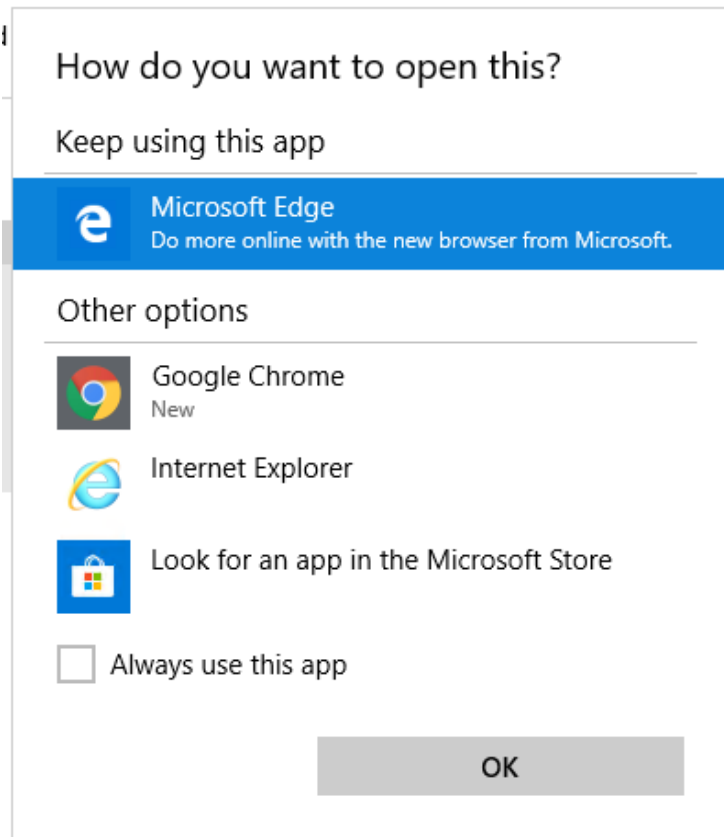 How do you want to open this?
Keep using this app
Microsoft Edge
Do more online with the new browser from Microsoft.
Other options
Google Chrome
New
Internet Explorer
Look for an app in the Microsoft Store
Always use this app
OK